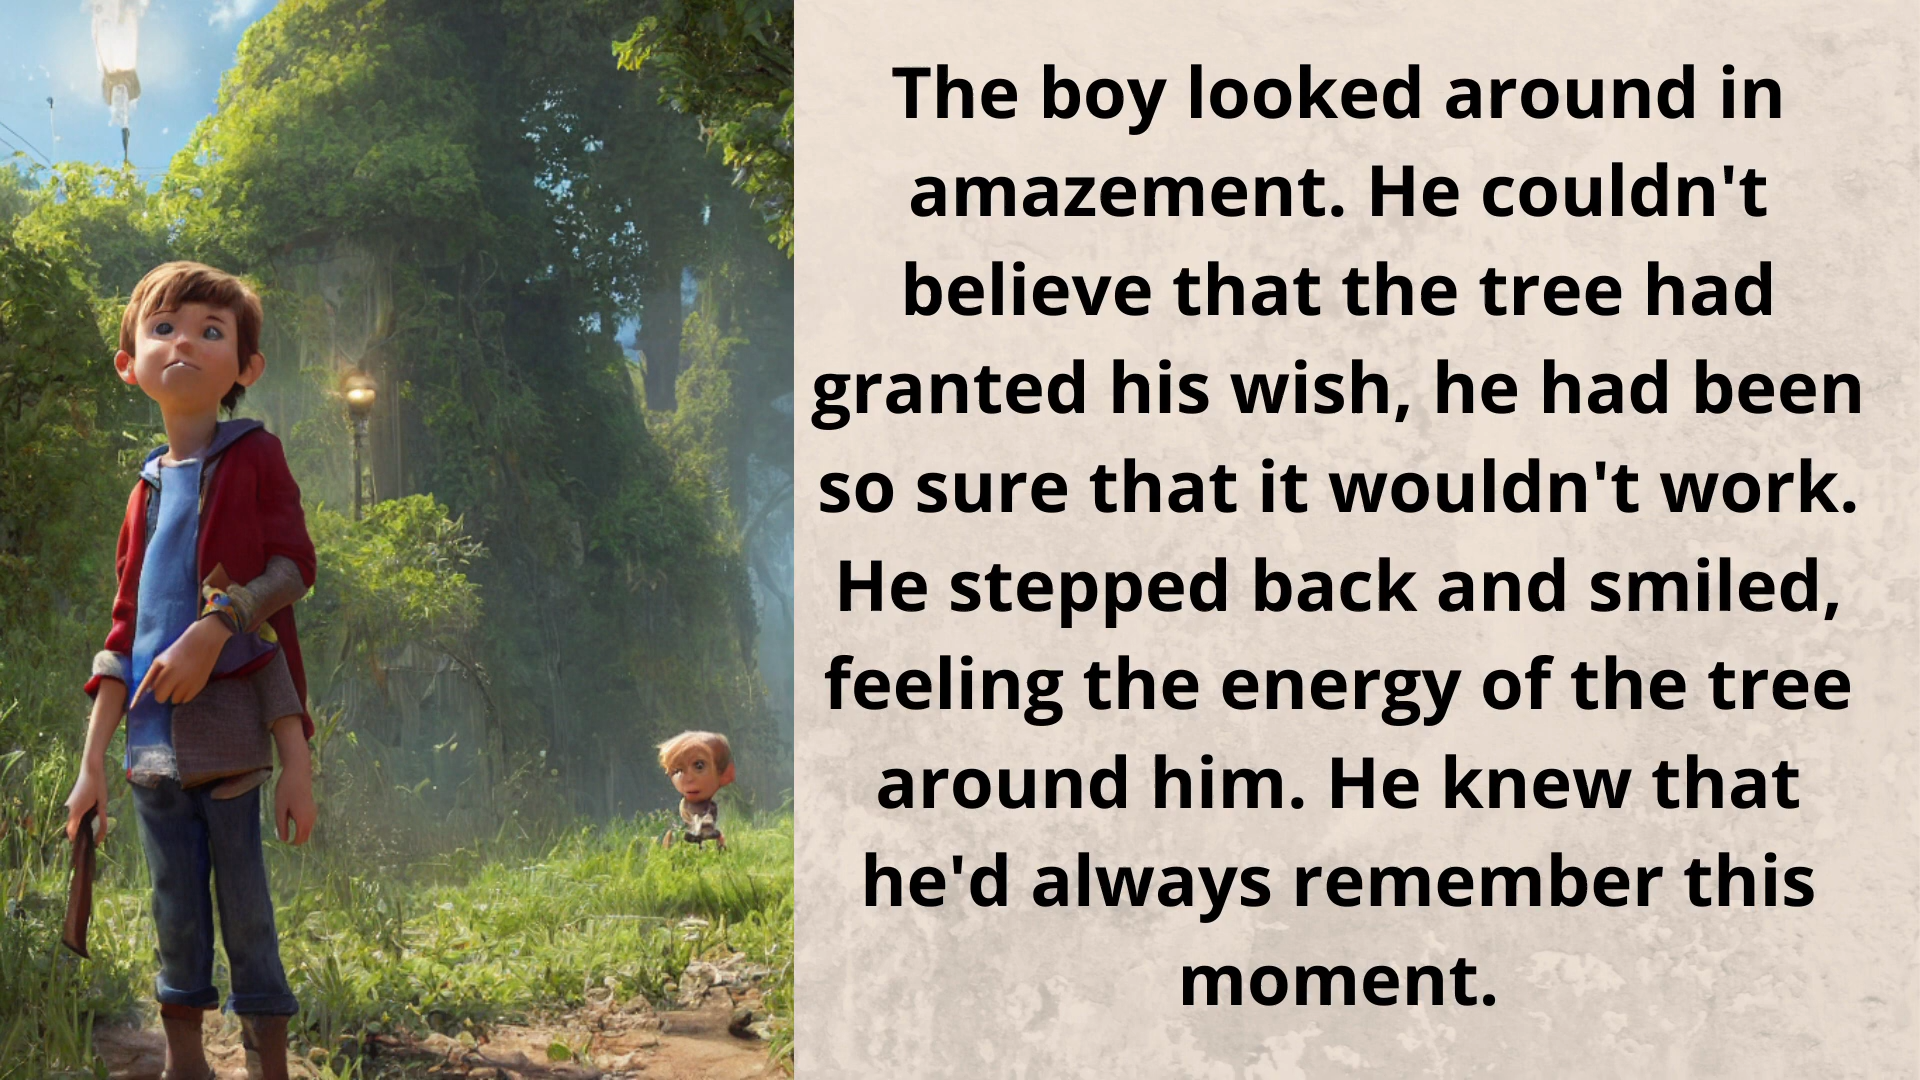 The boy looked around in
amazement. He couldn't
believe that the tree had
granted his wish, he had been
so sure that it wouldn't work.
He stepped back and smiled,
feeling the energy of the tree
around him. He knew that
he'd always remember this
moment.